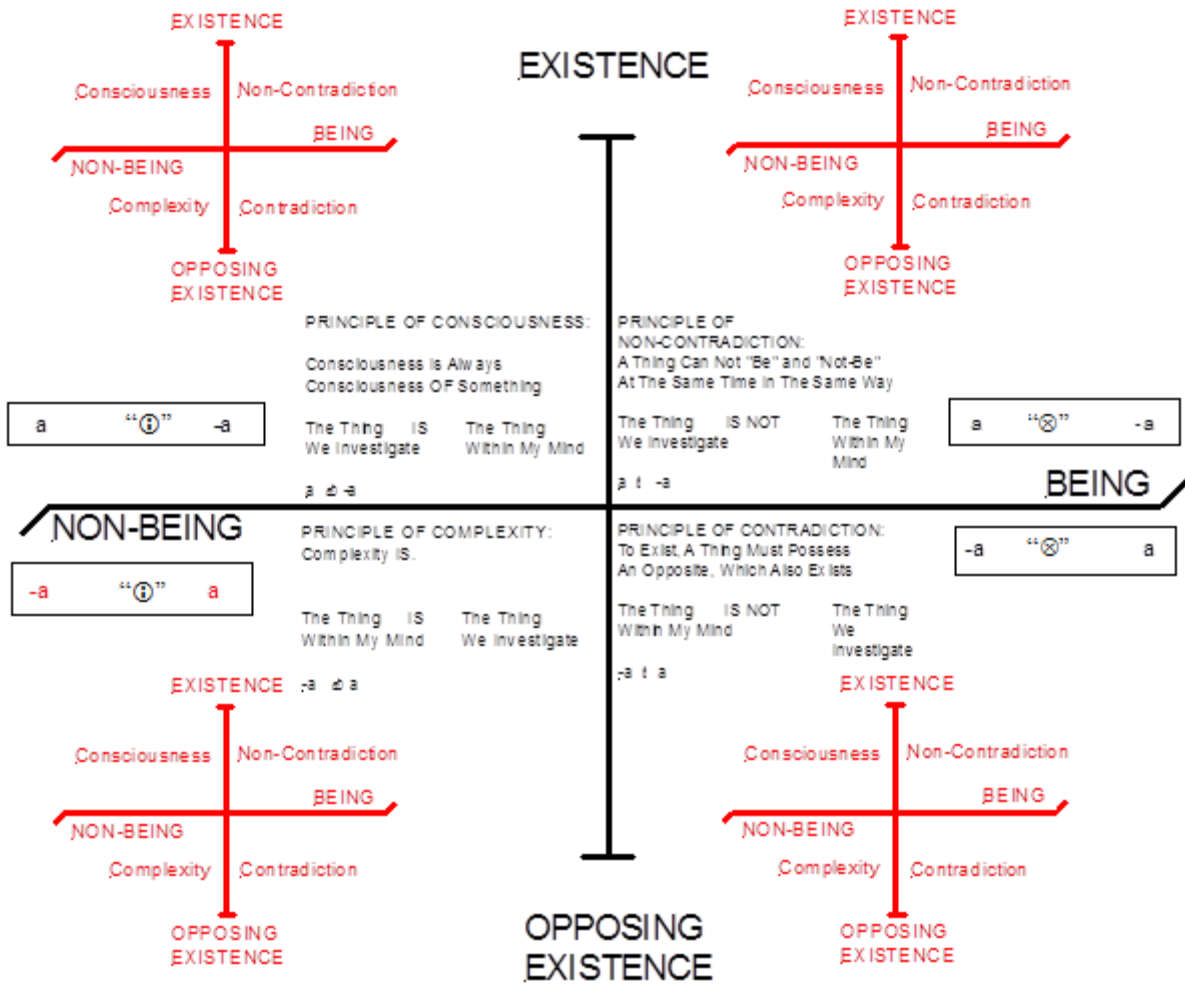 EXISTENCE
Consciousness Non-Contradiction
BEING
NON-BEING
Complexity Contradiction
OPPOSING
EXISTENCE
EXISTENCE
EXISTENCE
Consciousness Non-Contradiction
BEING
NON-BEING
Complexity Contradiction
OPPOSING
EXISTENCE
PRINCIPLE OF CONSCIOUSNESS:
Consciousness Is Always
Consciousness OF Something
The Thing IS The Thing
We Investigate Within My Mind
a -a
PRINCIPLE OF
NON-CONTRADICTION:
A Thing Can Not "Be" and "Not-Be"
At The Same Time In The Same Way
The Thing IS NOT The Thing
We Investigate Within My
Mind
a -a
a “ⓘ” -a
a “⊗” -a
BEING
NON-BEING
-a “ⓘ” a
PRINCIPLE OF COMPLEXITY:
Complexity IS.
The Thing IS The Thing
Within My Mind We Investigate
-a a
PRINCIPLE OF CONTRADICTION:
To Exist, A Thing Must Possess
An Opposite, Which Also Exists
The Thing IS NOT The Thing
Within My Mind We
Investigate
-a a
-a “⊗” a
EXISTENCE
Consciousness Non-Contradiction
BEING
NON-BEING
Complexity Contradiction
OPPOSING
EXISTENCE
OPPOSING
EXISTENCE
EXISTENCE
Consciousness Non-Contradiction
BEING
NON-BEING
Complexity Contradiction
OPPOSING
EXISTENCE